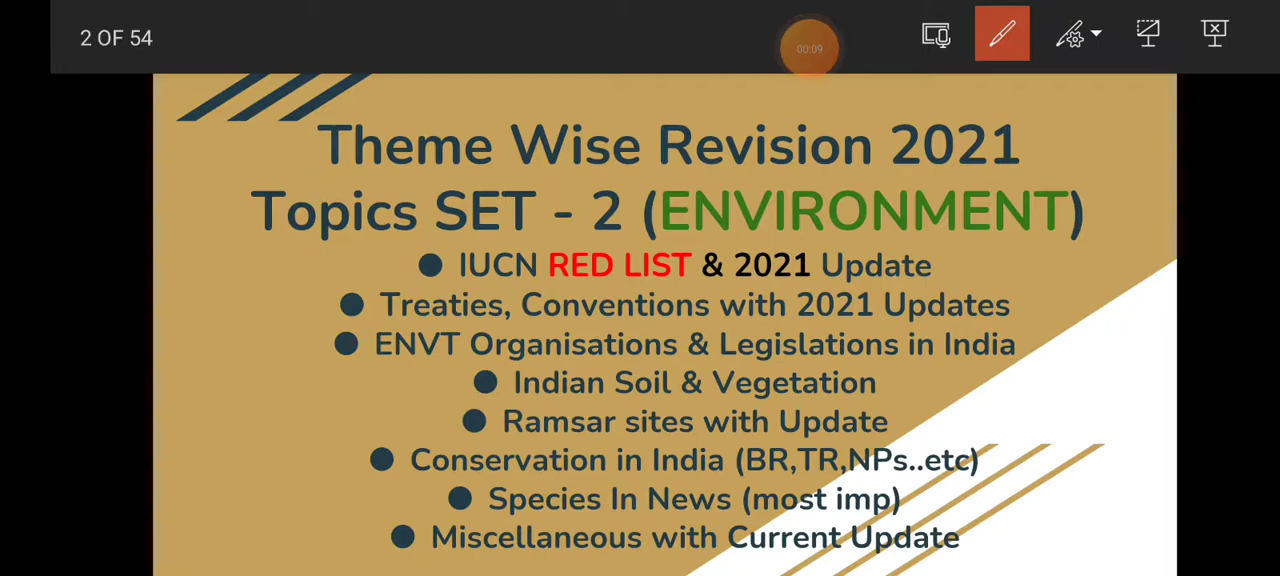 2 OF 54
00:09
Theme Wise Revision 2021
Topics SET - 2 (ENVIRONMENT)
● IUCN RED LIST & 2021 Update
● Treaties, Conventions with 2021 Updates
● ENVT Organisations & Legislations in India
● Indian Soil & Vegetation
● Ramsar sites with Update
● Conservation in India (BR,TR,NPs..etc)
● Species In News (most imp)
● Miscellaneous with Current Update